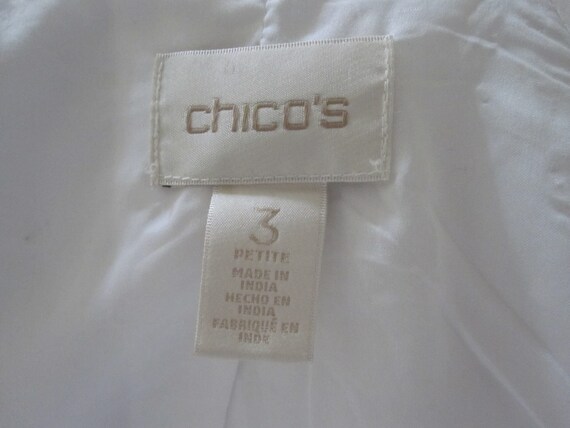 chico's
3
PETITE
MADE IN
INDIA
HECHO EN
INDIA
FABRIQUÉ EN
INDE